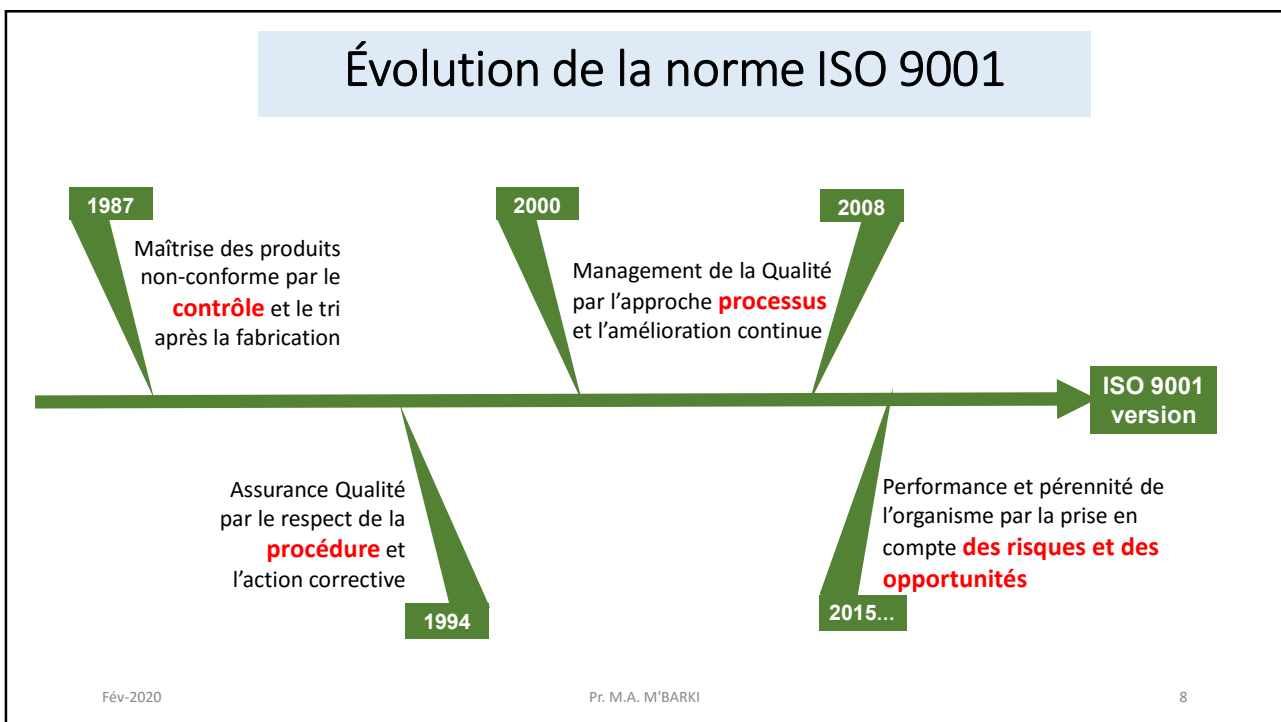 Évolution de la norme ISO 9001
1987
Maîtrise des produits
non-conforme par le
contrôle et le tri
après la fabrication
2000
Management de la Qualité
par l’approche processus
et l’amélioration continue
2008
ISO 9001
version
Assurance Qualité
par le respect de la
procédure et
l’action corrective
1994
Performance et pérennité de
l’organisme par la prise en
compte des risques et des
opportunités
2015...
Fév-2020
Pr. M.A. M'BARKI
8